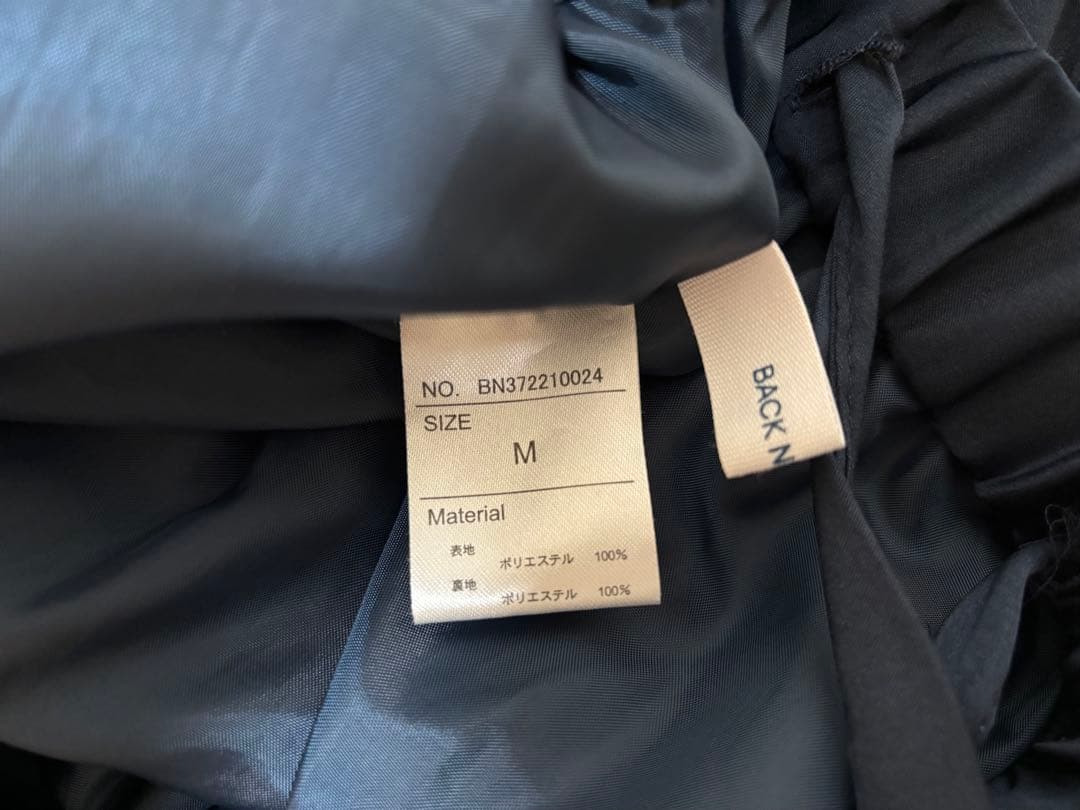 NO. BN372210024
SIZE
M
Material
表地 ポリエステル 100%
裏地 ポリエステル 100%
BACK N